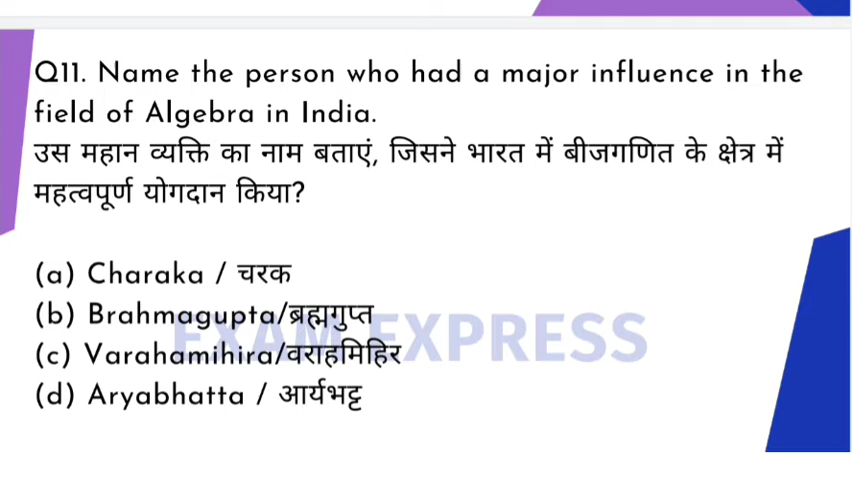 Q11. Name the person who had a major influence in the
field of Algebra in India.
उस महान व्यक्ति का नाम बताएं, जिसने भारत में बीजगणित के क्षेत्र में
महत्वपूर्ण योगदान किया?
(a) Charaka / चरक
(b) Brahmagupta/ब्रह्मगुप्त
(c) Varahamihira/वराहमिहिर
(d) Aryabhatta / आर्यभट्ट
EXAM EXPRESS